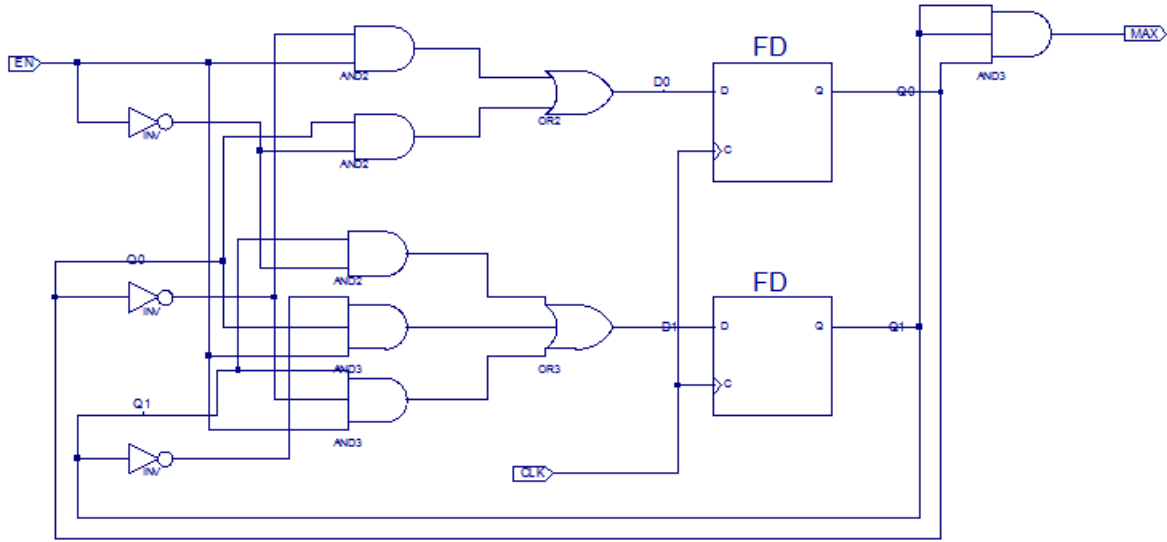 EN
INV
AND2
AND2
OR2
D0
FD
D
Q
C
Q0
AND3
MAX
Q0
INV
AND2
AND3
OR3
D1
FD
D
Q
C
Q1
Q1
INV
AND3
CLK